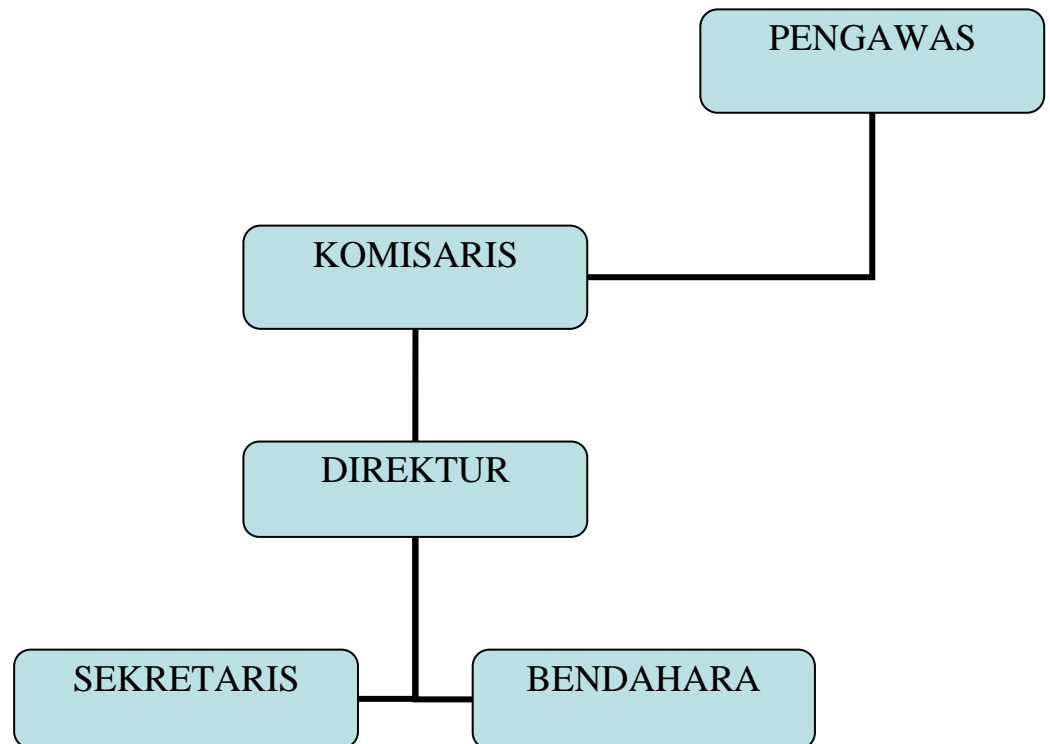 PENGAWAS
KOMISARIS
DIREKTUR
SEKRETARIS
BENDAHARA